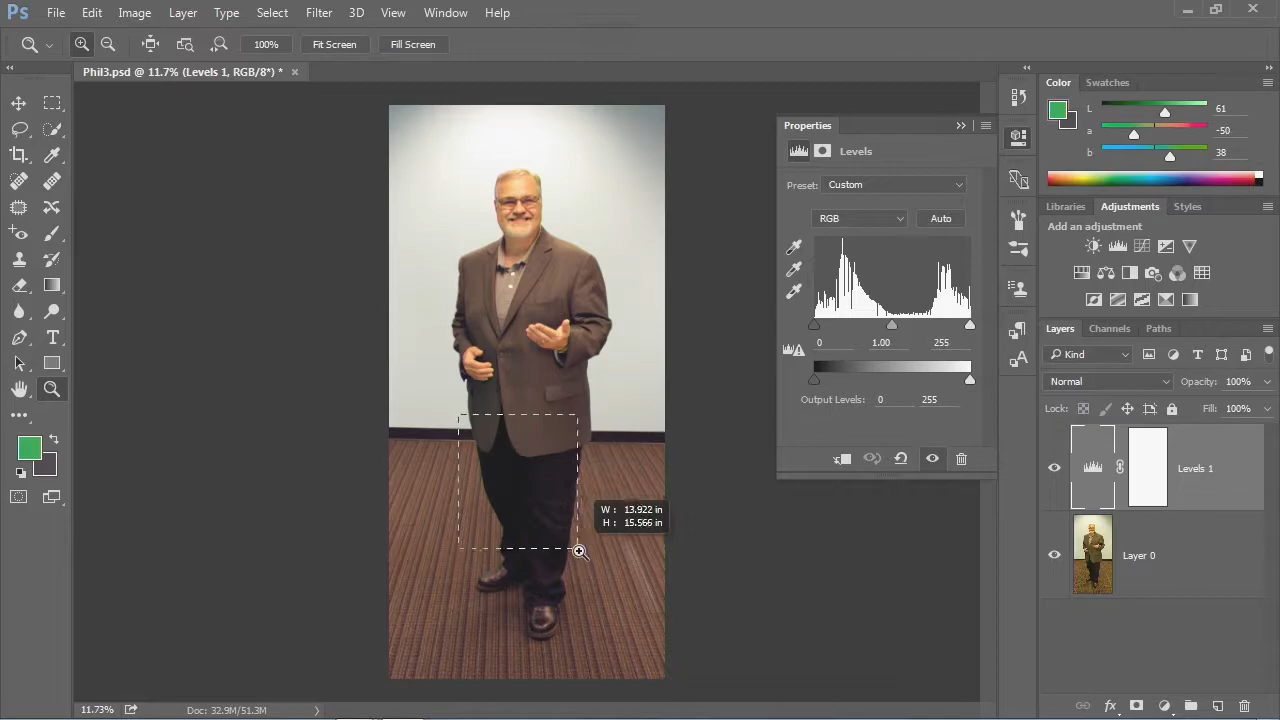 Ps File Edit Image Layer Type Select Filter 3D View Window Help
100% Fit Screen Fill Screen
Phil3.psd @ 11.7% (Levels 1, RGB/8*) * ×
Properties
Levels
Preset: Custom
RGB Auto
0 1.00 255
Output Levels: 0 255
W : 13.922 in
H : 15.566 in
Color Swatches
L 61
a -50
b 38
Libraries Adjustments Styles
Add an adjustment
Layers Channels Paths
Kind
Normal Opacity: 100%
Lock: Fill: 100%
Levels 1
Layer 0
11.73% Doc: 32.9M/51.3M